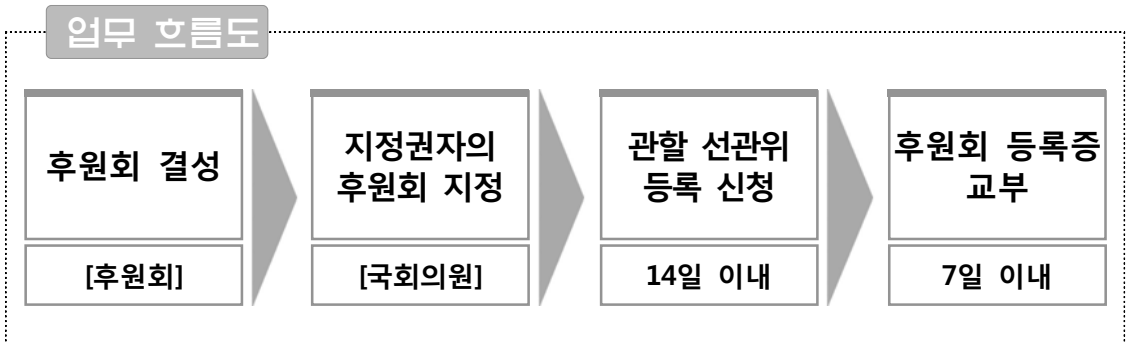 업무 흐름도
후원회 결성
[후원회]
지정권자의
후원회 지정
[국회의원]
관할 선관위
등록 신청
14일 이내
후원회 등록증
교부
7일 이내